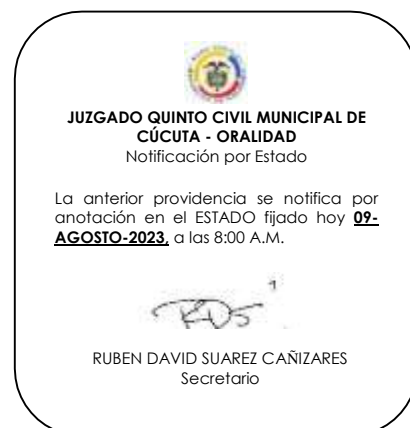 JUZGADO QUINTO CIVIL MUNICIPAL DE
CÚCUTA - ORALIDAD
Notificación por Estado
La anterior providencia se notifica por
anotación en el ESTADO fijado hoy 09-
AGOSTO-2023, a las 8:00 A.M.
RUBEN DAVID SUAREZ CAÑIZARES
Secretario